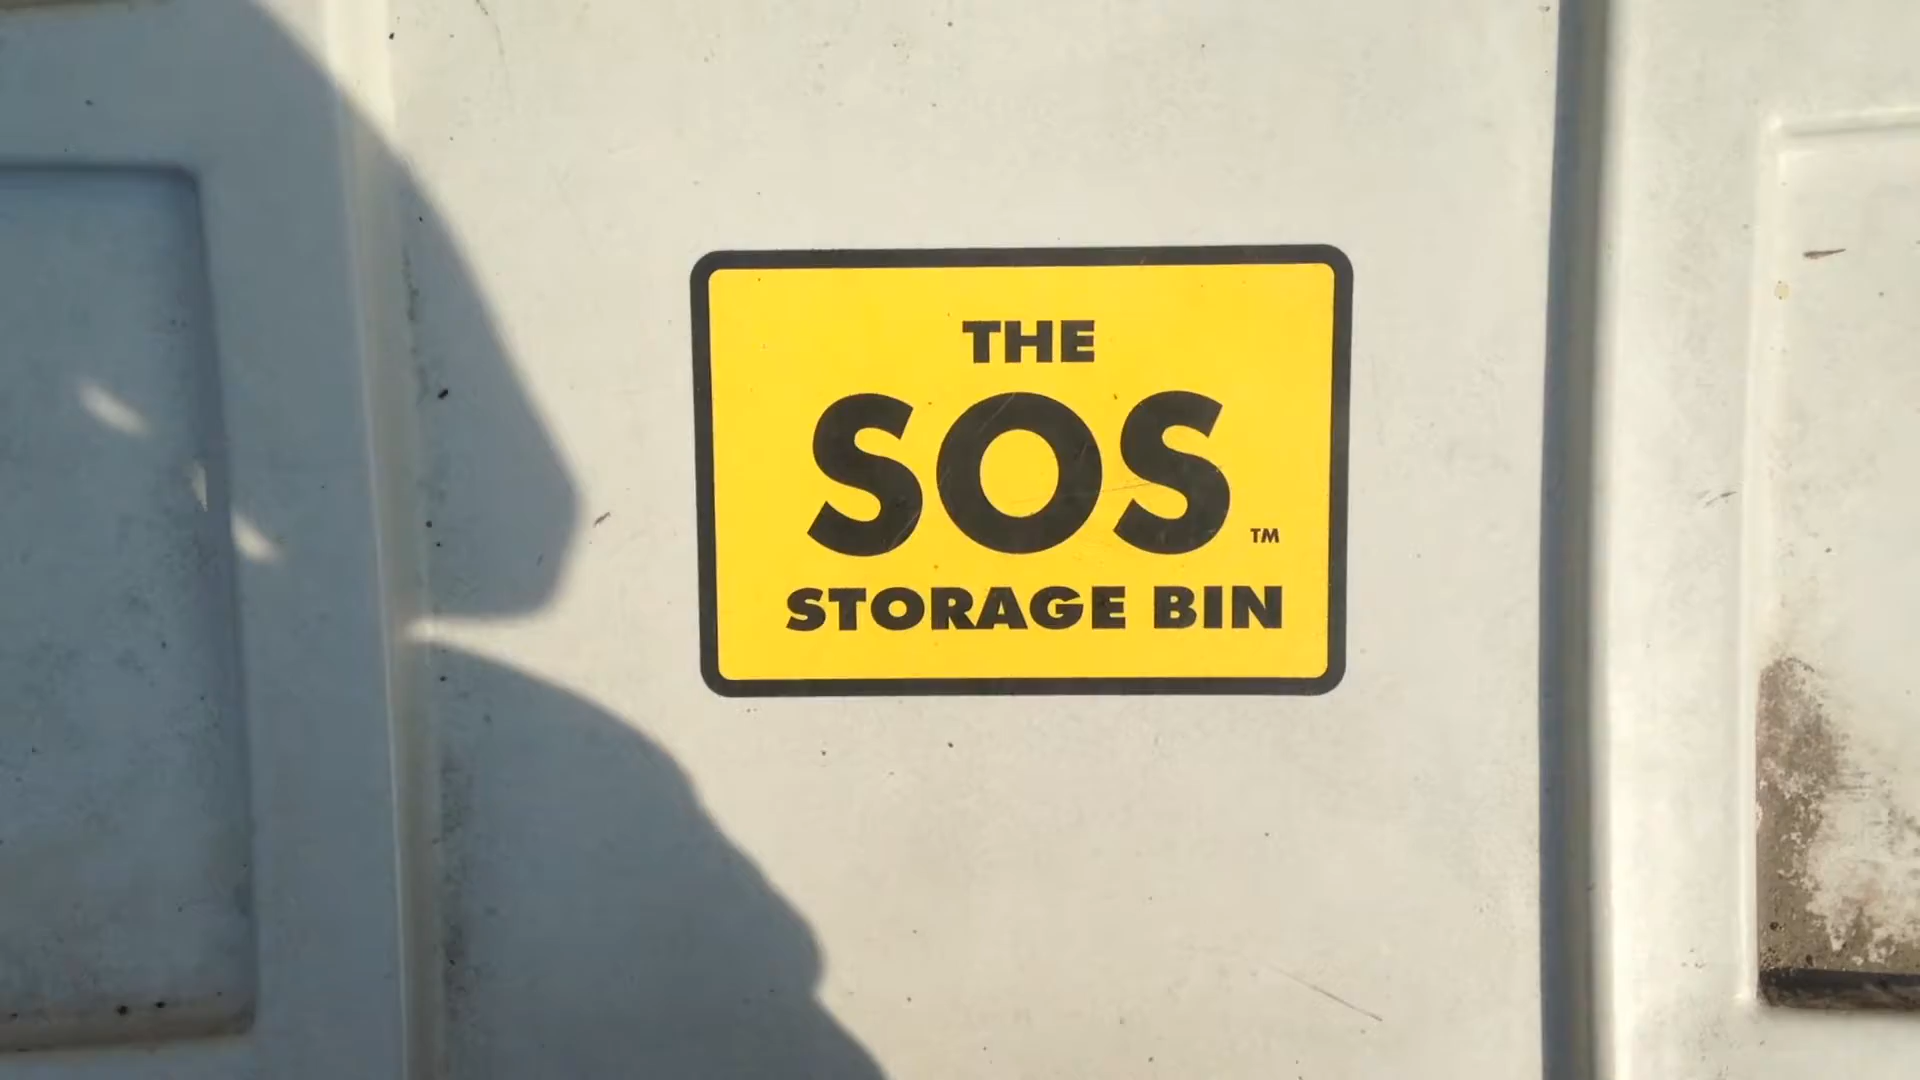 THE
SOS ™
STORAGE BIN